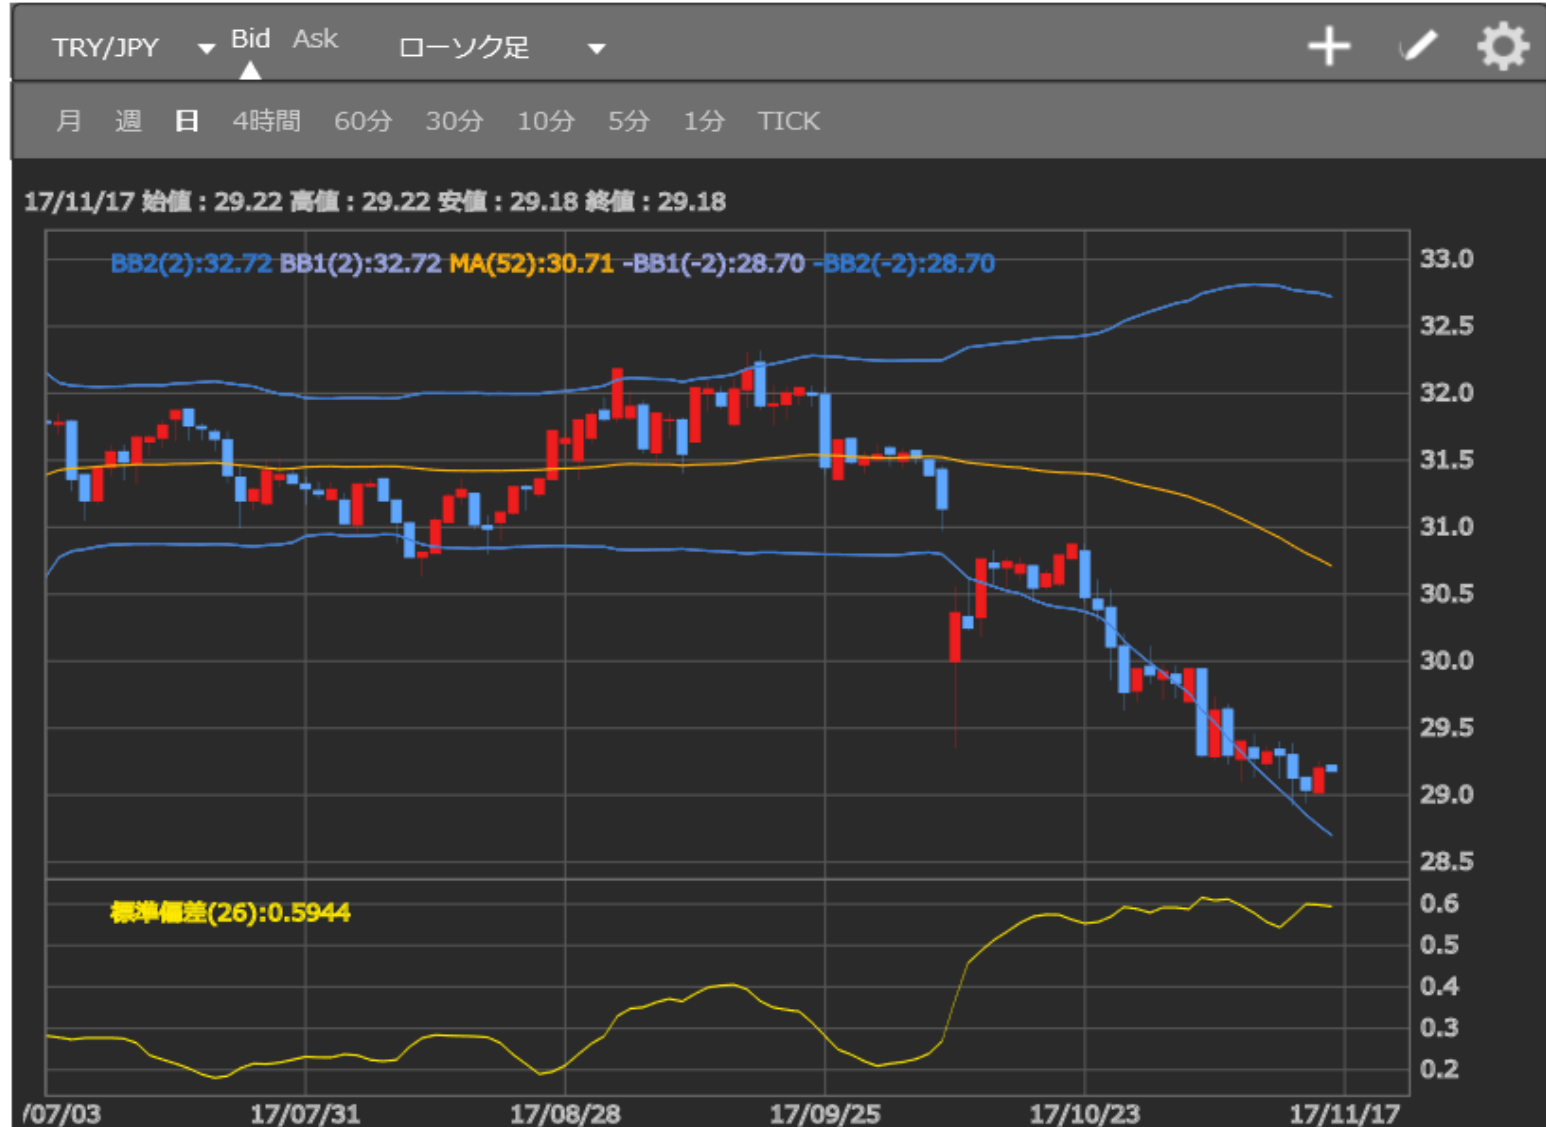 TRY/JPY Bid Ask ローソク足
月 週 日 4時間 60分 30分 10分 5分 1分 TICK
17/11/17 始値 : 29.22 高値 : 29.22 安値 : 29.18 終値 : 29.18
BB2(2):32.72 BB1(2):32.72 MA(52):30.71 -BB1(-2):28.70 -BB2(-2):28.70
33.0
32.5
32.0
31.5
31.0
30.5
30.0
29.5
29.0
28.5
標準偏差(26):0.5944
0.6
0.5
0.4
0.3
0.2
/07/03 17/07/31 17/08/28 17/09/25 17/10/23 17/11/17